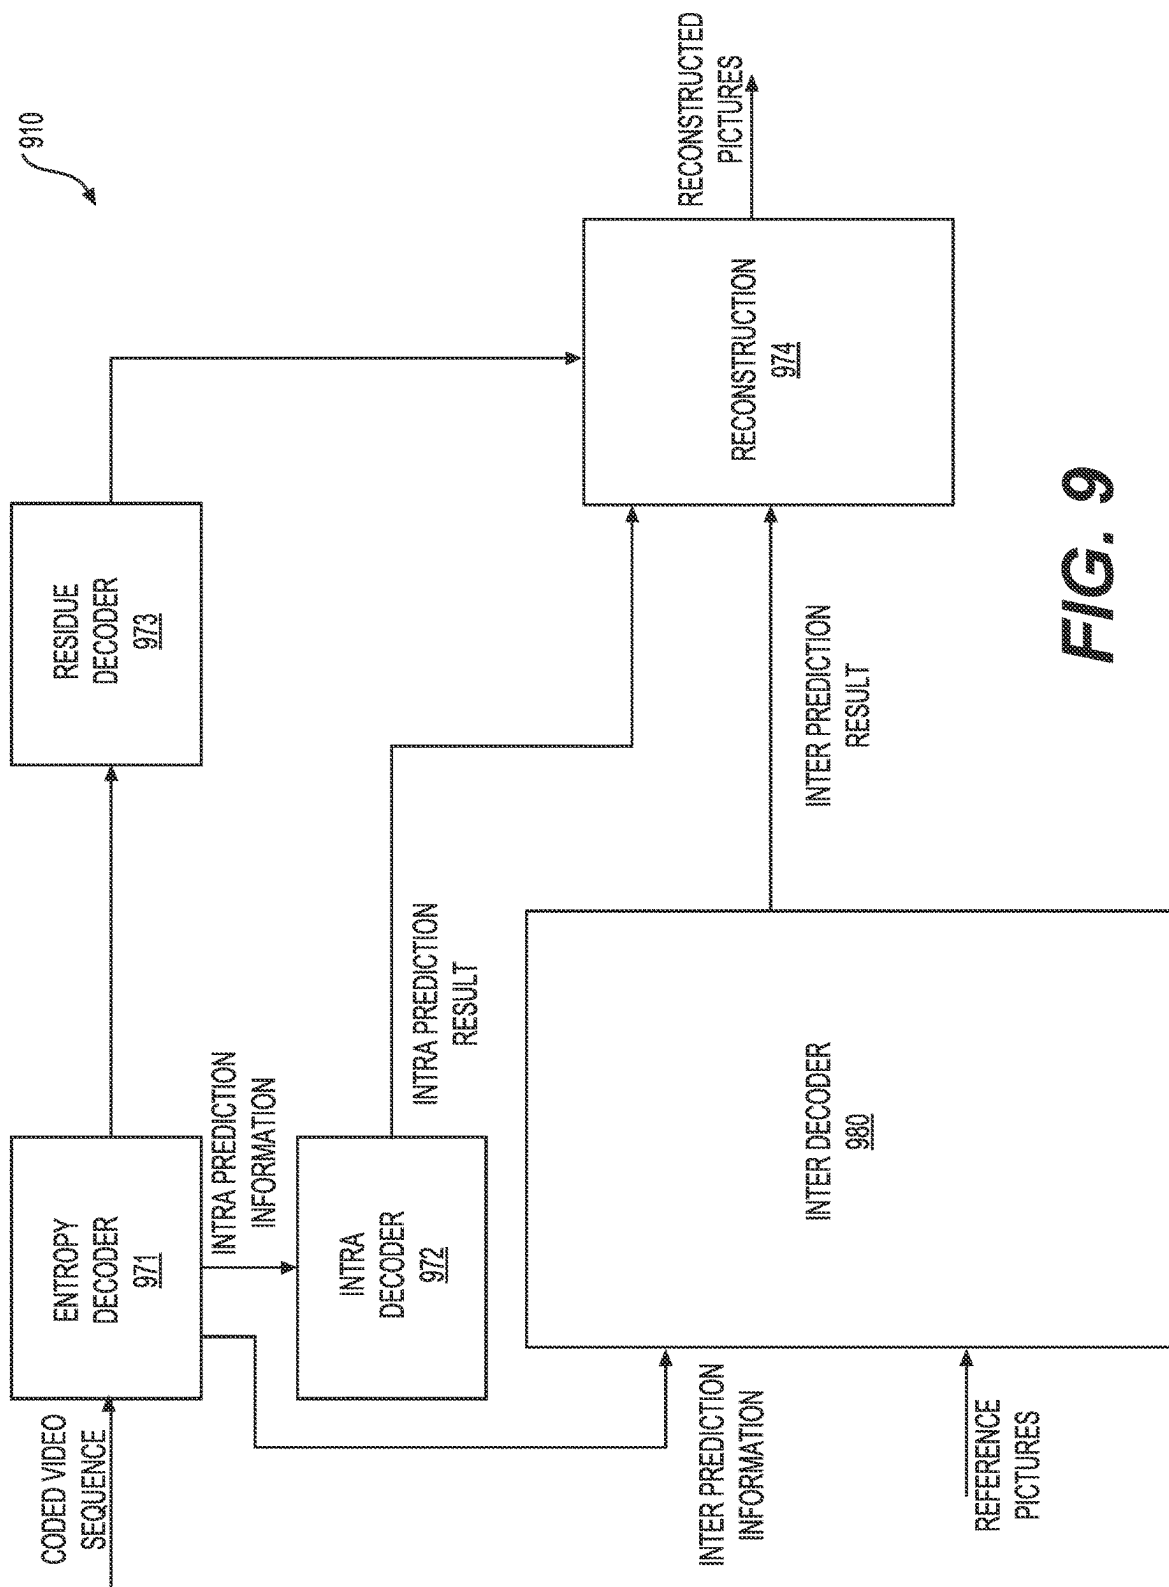 910
CODED VIDEO
SEQUENCE
ENTROPY
DECODER
971
RESIDUE
DECODER
973
INTRA PREDICTION
INFORMATION
INTRA
DECODER
972
INTRA PREDICTION
RESULT
INTER PREDICTION
INFORMATION
REFERENCE
PICTURES
INTER DECODER
980
INTER PREDICTION
RESULT
RECONSTRUCTION
974
RECONSTRUCTED
PICTURES
FIG. 9